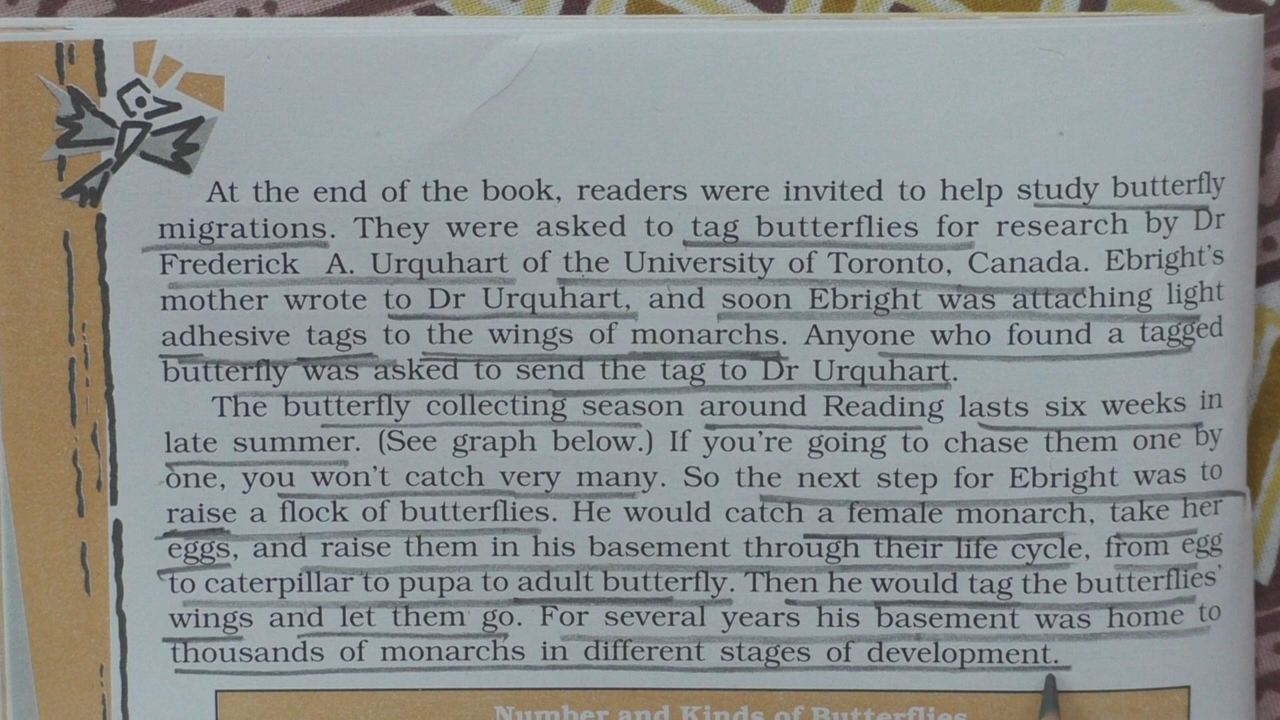 At the end of the book, readers were invited to help study butterfly
migrations. They were asked to tag butterflies for research by Dr
Frederick A. Urquhart of the University of Toronto, Canada. Ebright's
mother wrote to Dr Urquhart, and soon Ebright was attaching light
adhesive tags to the wings of monarchs. Anyone who found a tagged
butterfly was asked to send the tag to Dr Urquhart.
The butterfly collecting season around Reading lasts six weeks in
late summer. (See graph below.) If you're going to chase them one by
one, you won't catch very many. So the next step for Ebright was to
raise a flock of butterflies. He would catch a female monarch, take her
eggs, and raise them in his basement through their life cycle, from egg
to caterpillar to pupa to adult butterfly. Then he would tag the butterflies'
wings and let them go. For several years his basement was home to
thousands of monarchs in different stages of development.
Number and Kinds of Butterflies